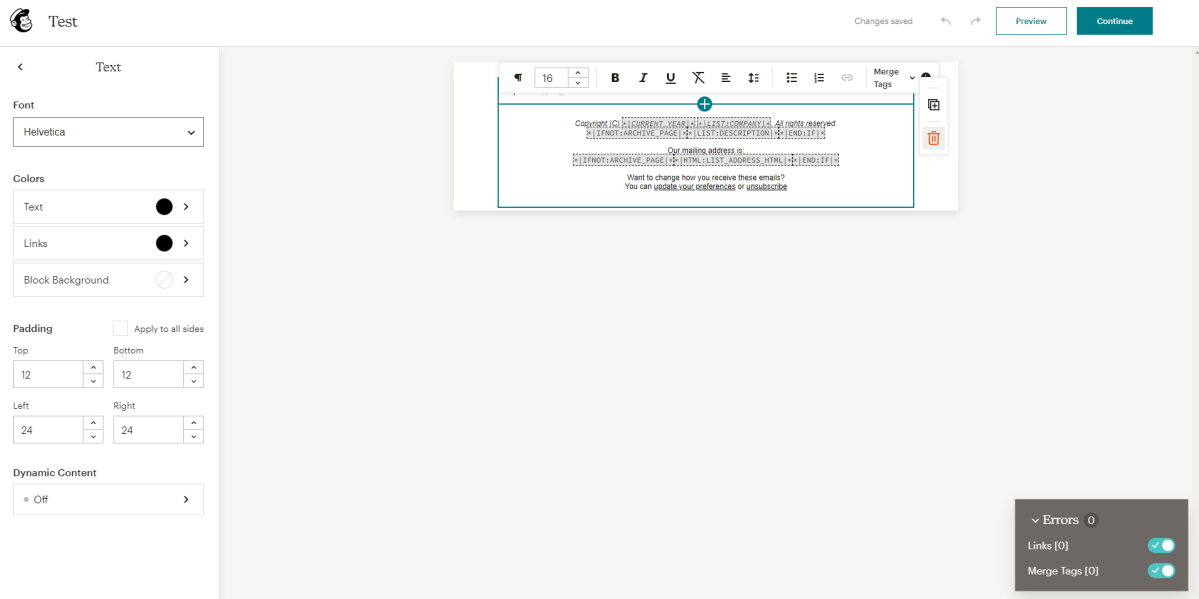 Test
Changes saved
Preview
Continue
Text
Font
Helvetica
Colors
Text
Links
Block Background
Padding
Apply to all sides
Top
Bottom
12
12
Left
Right
24
24
Dynamic Content
Off
¶ 16 B I U
Merge
Tags
Copyright (C) *|CURRENT_YEAR|* *|LIST:COMPANY|*. All rights reserved.
*|IFNOT:ARCHIVE_PAGE|* *|LIST:DESCRIPTION|* *|END:IF|*
Our mailing address is:
*|IFNOT:ARCHIVE_PAGE|* *|HTML:LIST_ADDRESS_HTML|* *|END:IF|*
Want to change how you receive these emails?
You can update your preferences or unsubscribe
Errors 0
Links [0]
Merge Tags [0]